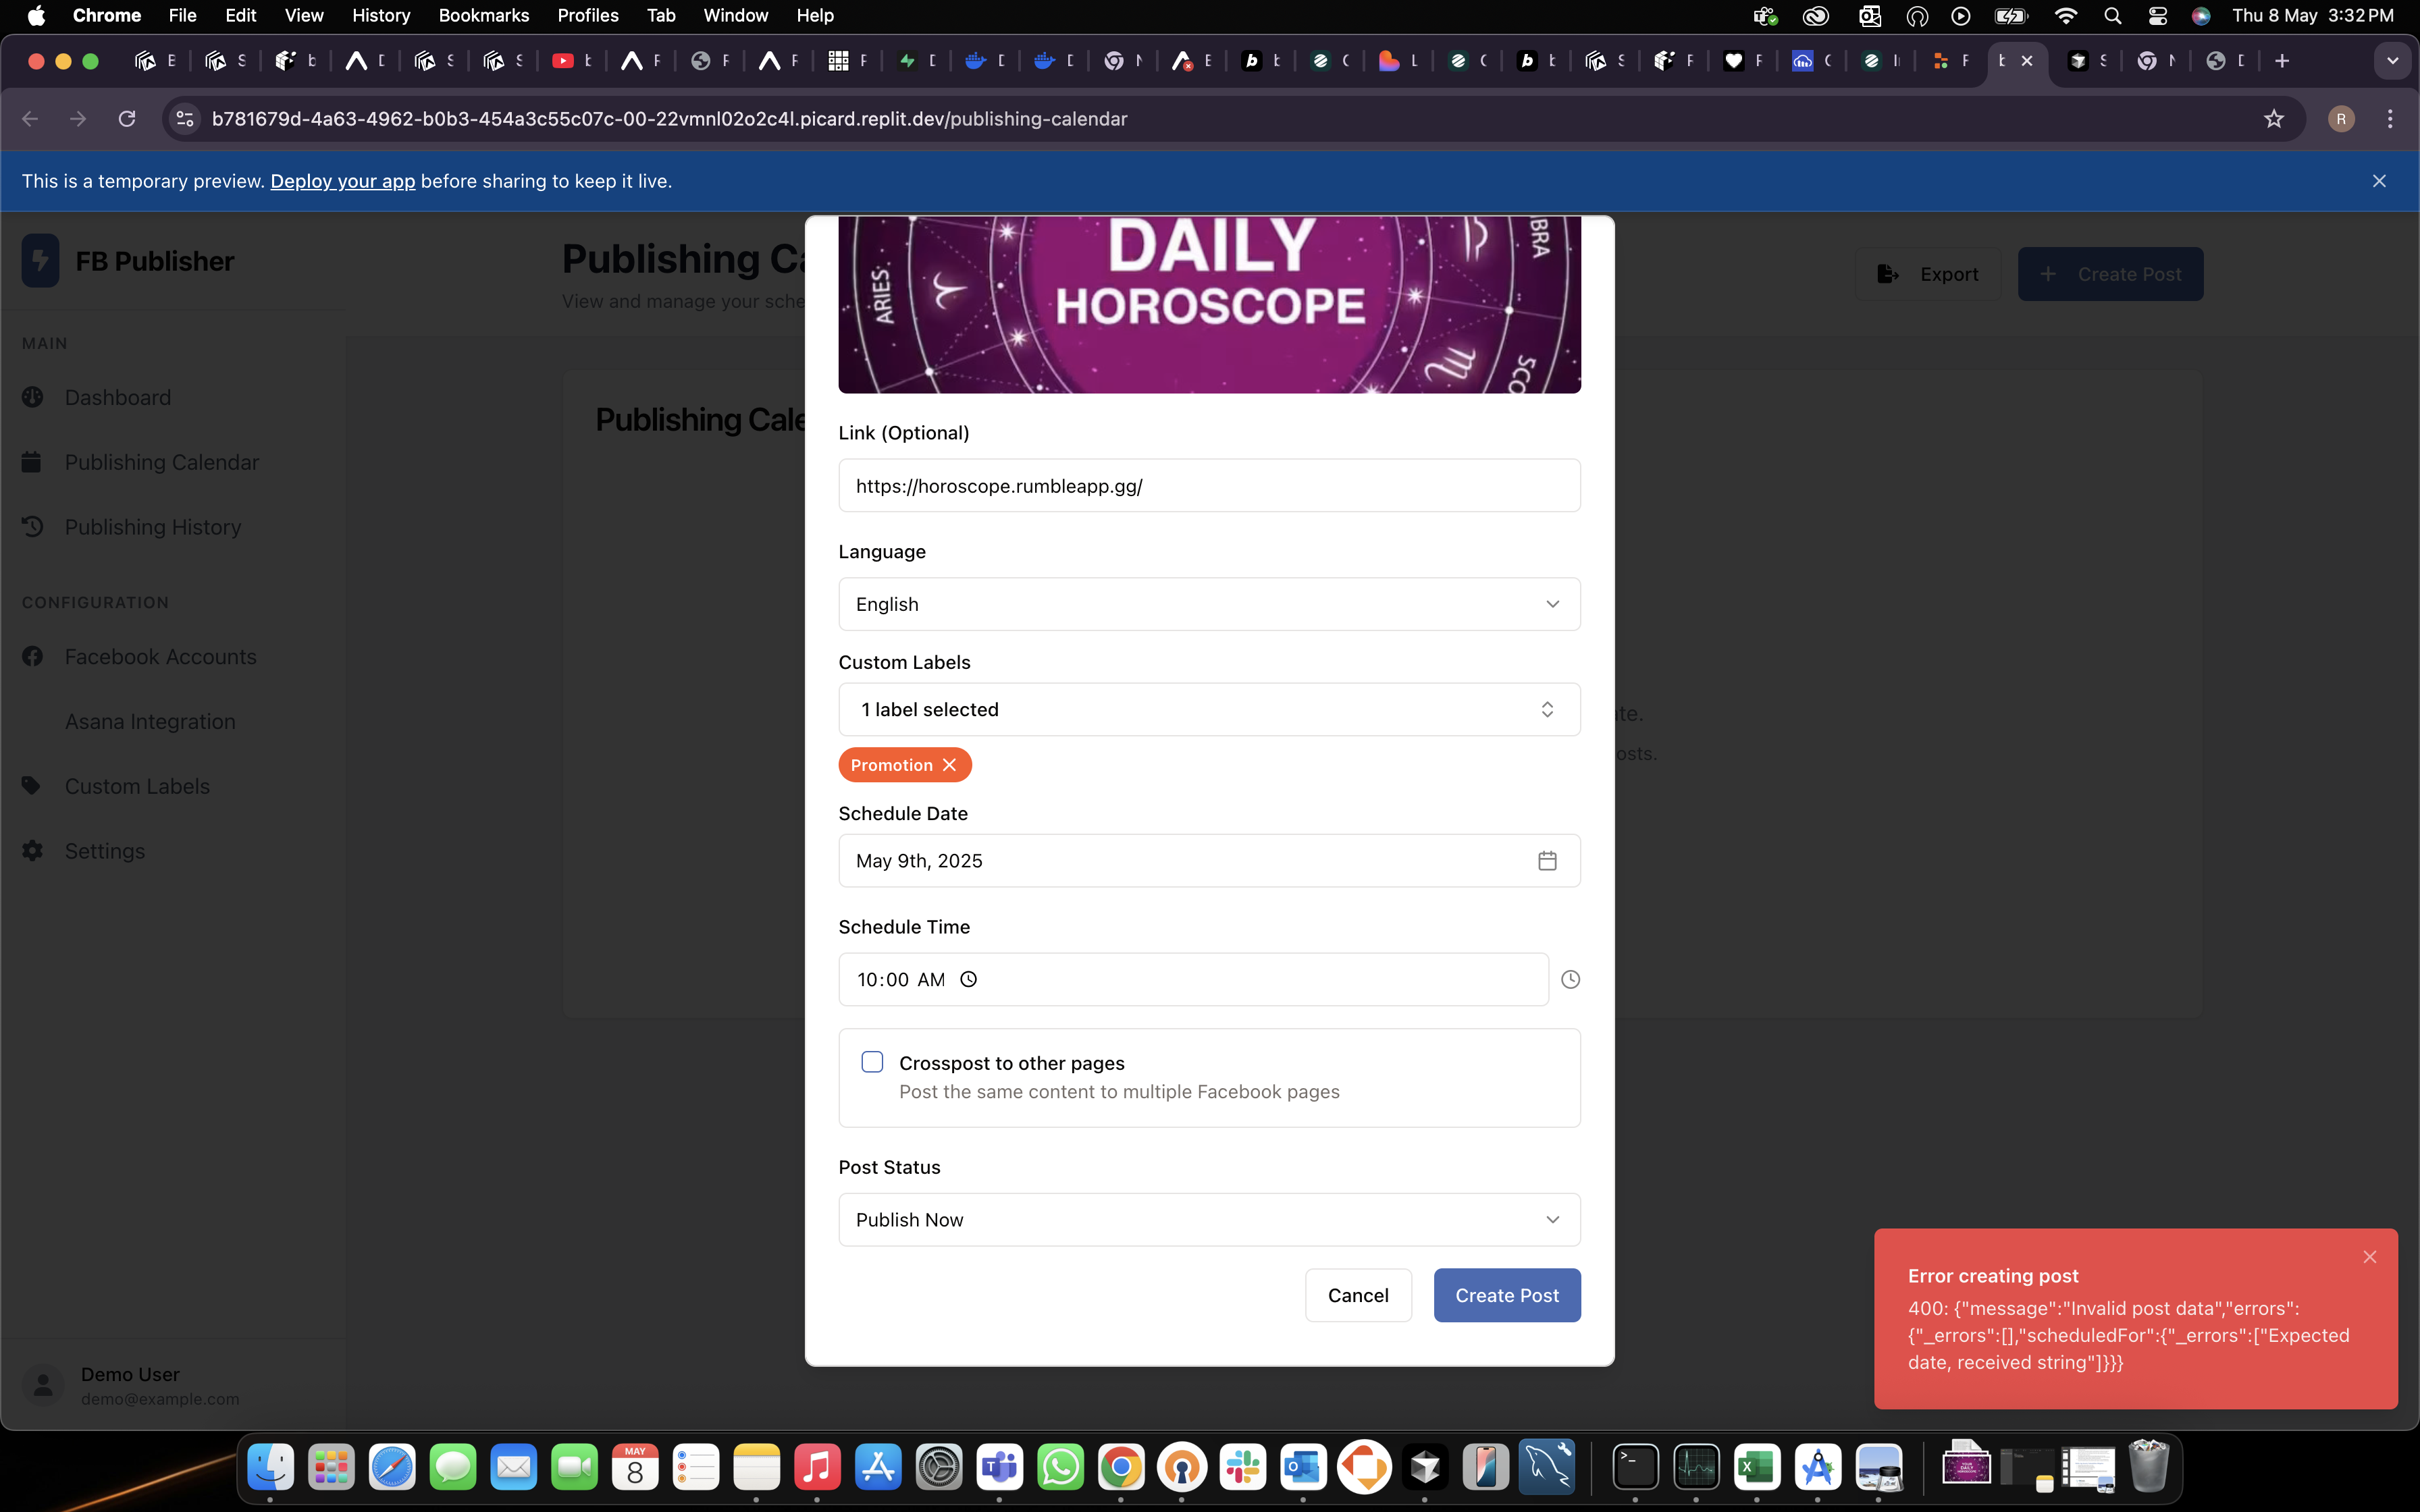 Chrome File Edit View History Bookmarks Profiles Tab Window Help
Thu 8 May 3:32 PM
b781679d-4a63-4962-b0b3-454a3c55c07c-00-22vmnl02o2c4l.picard.replit.dev/publishing-calendar
R
This is a temporary preview. Deploy your app before sharing to keep it live.
FB Publisher
MAIN
Dashboard
Publishing Calendar
Publishing History
CONFIGURATION
Facebook Accounts
Asana Integration
Custom Labels
Settings
Demo User
demo@example.com
Publishing Ca
View and manage your sche
Export
Create Post
Publishing Cale
te.
osts.
DAILY
HOROSCOPE
ARIES
BRA
SCO
Link (Optional)
https://horoscope.rumbleapp.gg/
Language
English
Custom Labels
1 label selected
Promotion
Schedule Date
May 9th, 2025
Schedule Time
10:00 AM
Crosspost to other pages
Post the same content to multiple Facebook pages
Post Status
Publish Now
Cancel
Create Post
Error creating post
400: {"message":"Invalid post data","errors":
{"_errors":[],"scheduledFor":{"_errors":["Expected
date, received string"]}}}
MAY
8